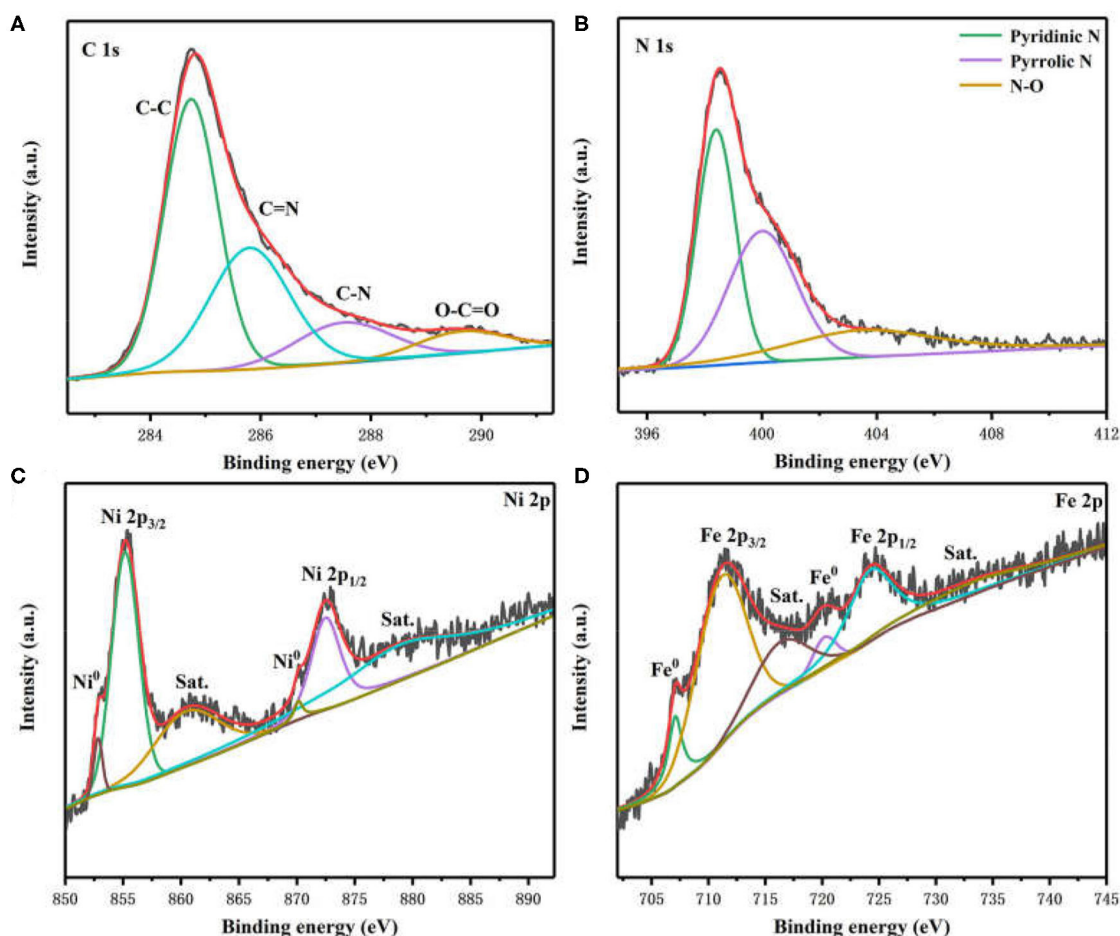 A
C 1s
C-C
C=N
C-N
O-C=O
Intensity (a.u.)
284 286 288 290
Binding energy (eV)
B
N 1s
Pyridinic N
Pyrrolic N
N-O
Intensity (a.u.)
396 400 404 408 412
Binding energy (eV)
C
Ni 2p
Ni⁰
Ni 2p₃/₂
Sat.
Ni⁰
Ni 2p₁/₂
Sat.
Intensity (a.u.)
850 855 860 865 870 875 880 885 890
Binding energy (eV)
D
Fe 2p
Fe⁰
Fe 2p₃/₂
Sat.
Fe⁰
Fe 2p₁/₂
Sat.
Intensity (a.u.)
705 710 715 720 725 730 735 740 745
Binding energy (eV)